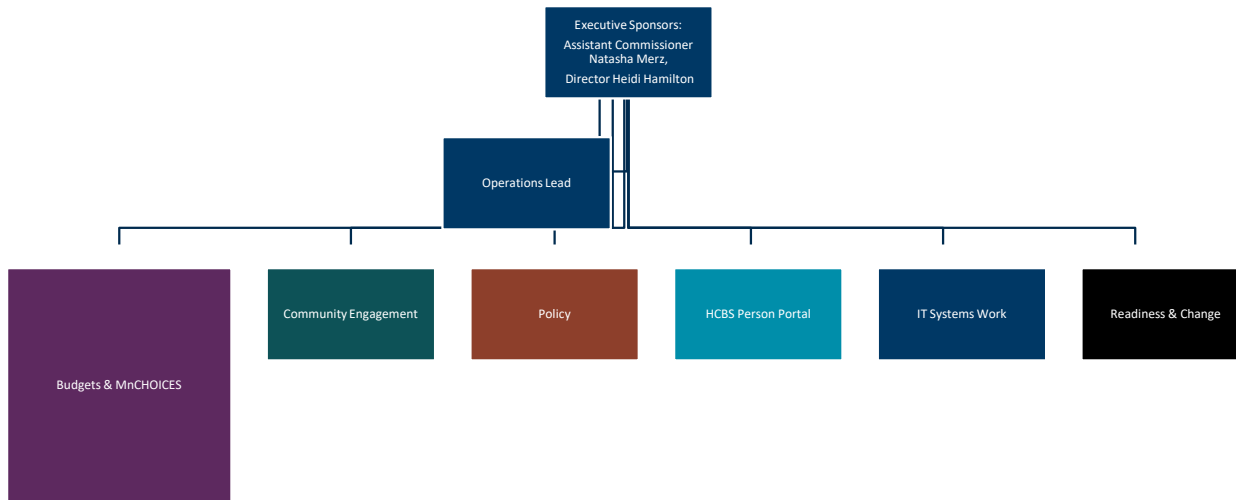 Executive Sponsors:
Assistant Commissioner
Natasha Merz,
Director Heidi Hamilton
Operations Lead
Budgets & MnCHOICES
Community Engagement
Policy
HCBS Person Portal
IT Systems Work
Readiness & Change